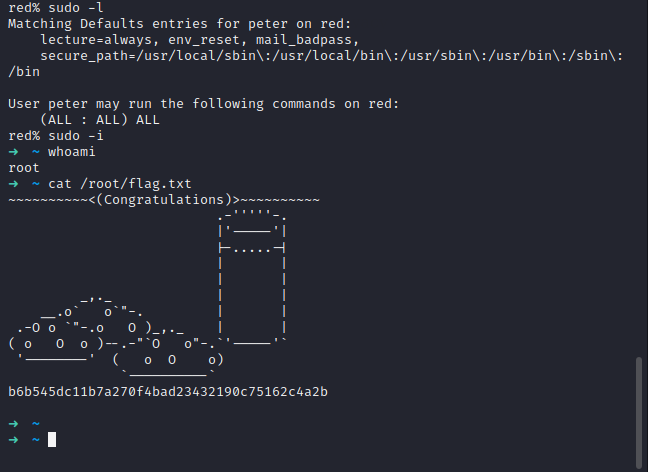 red% sudo -l
Matching Defaults entries for peter on red:
    lecture=always, env_reset, mail_badpass,
    secure_path=/usr/local/sbin\:/usr/local/bin\:/usr/sbin\:/usr/bin\:/sbin\:
/bin

User peter may run the following commands on red:
    (ALL : ALL) ALL
red% sudo -i
➜  ~ whoami
root
➜  ~ cat /root/flag.txt
~~~~~~~~~~<(Congratulations)>~~~~~~~~~~
                          .-'''''-.
                          |'-----'|
                          |-.....-|
                          |       |
                          |       |
         _,._             |       |
    __.o`   o`"-.         |       |
 .-O o `"-.o   O )_,._    |       |
( o   O  o )--.-"`O   o"-.`'-----'`
 '--------'  (   o  O    o)
              `----------`
b6b545dc11b7a270f4bad23432190c75162c4a2b

➜  ~
➜  ~